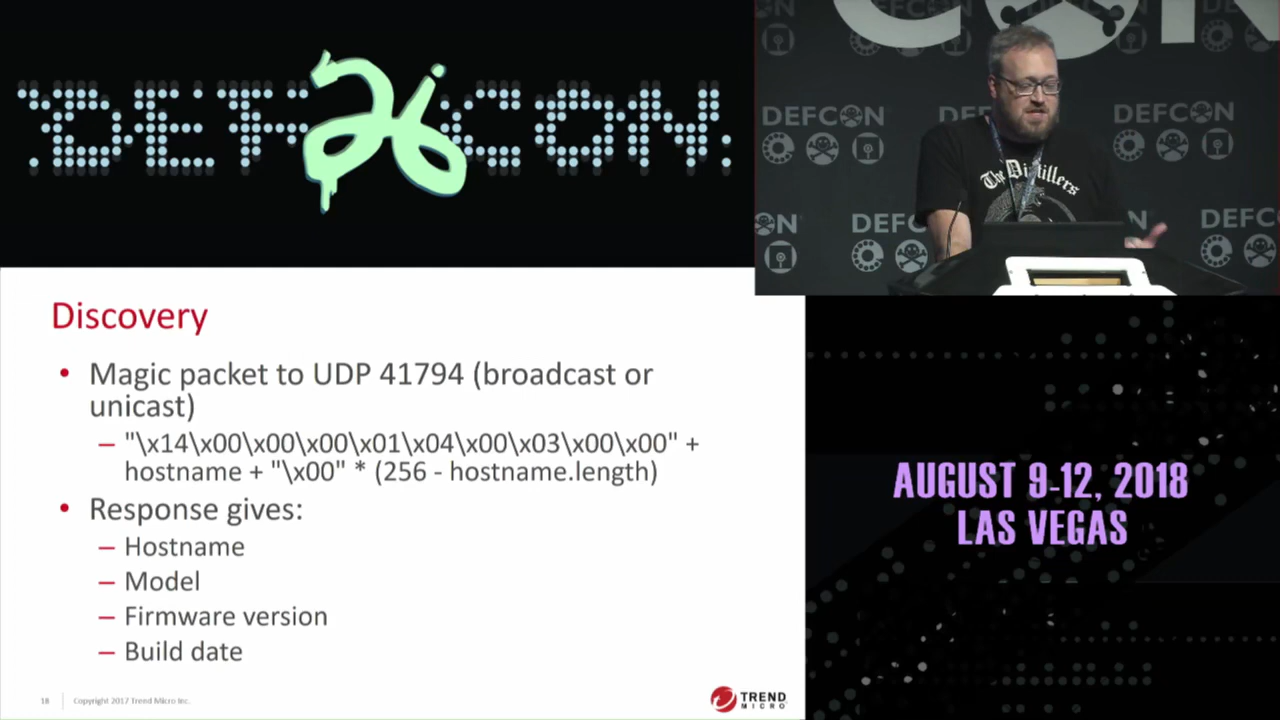 DEF CON
26
DEFCON
DEFCON
DEFCON
DEFCON
The Distillers
Discovery
• Magic packet to UDP 41794 (broadcast or
unicast)
– "\x14\x00\x00\x00\x01\x04\x00\x03\x00\x00" +
hostname + "\x00" * (256 - hostname.length)
• Response gives:
– Hostname
– Model
– Firmware version
– Build date
18
Copyright 2017 Trend Micro Inc.
TREND
MICRO
AUGUST 9-12, 2018
LAS VEGAS